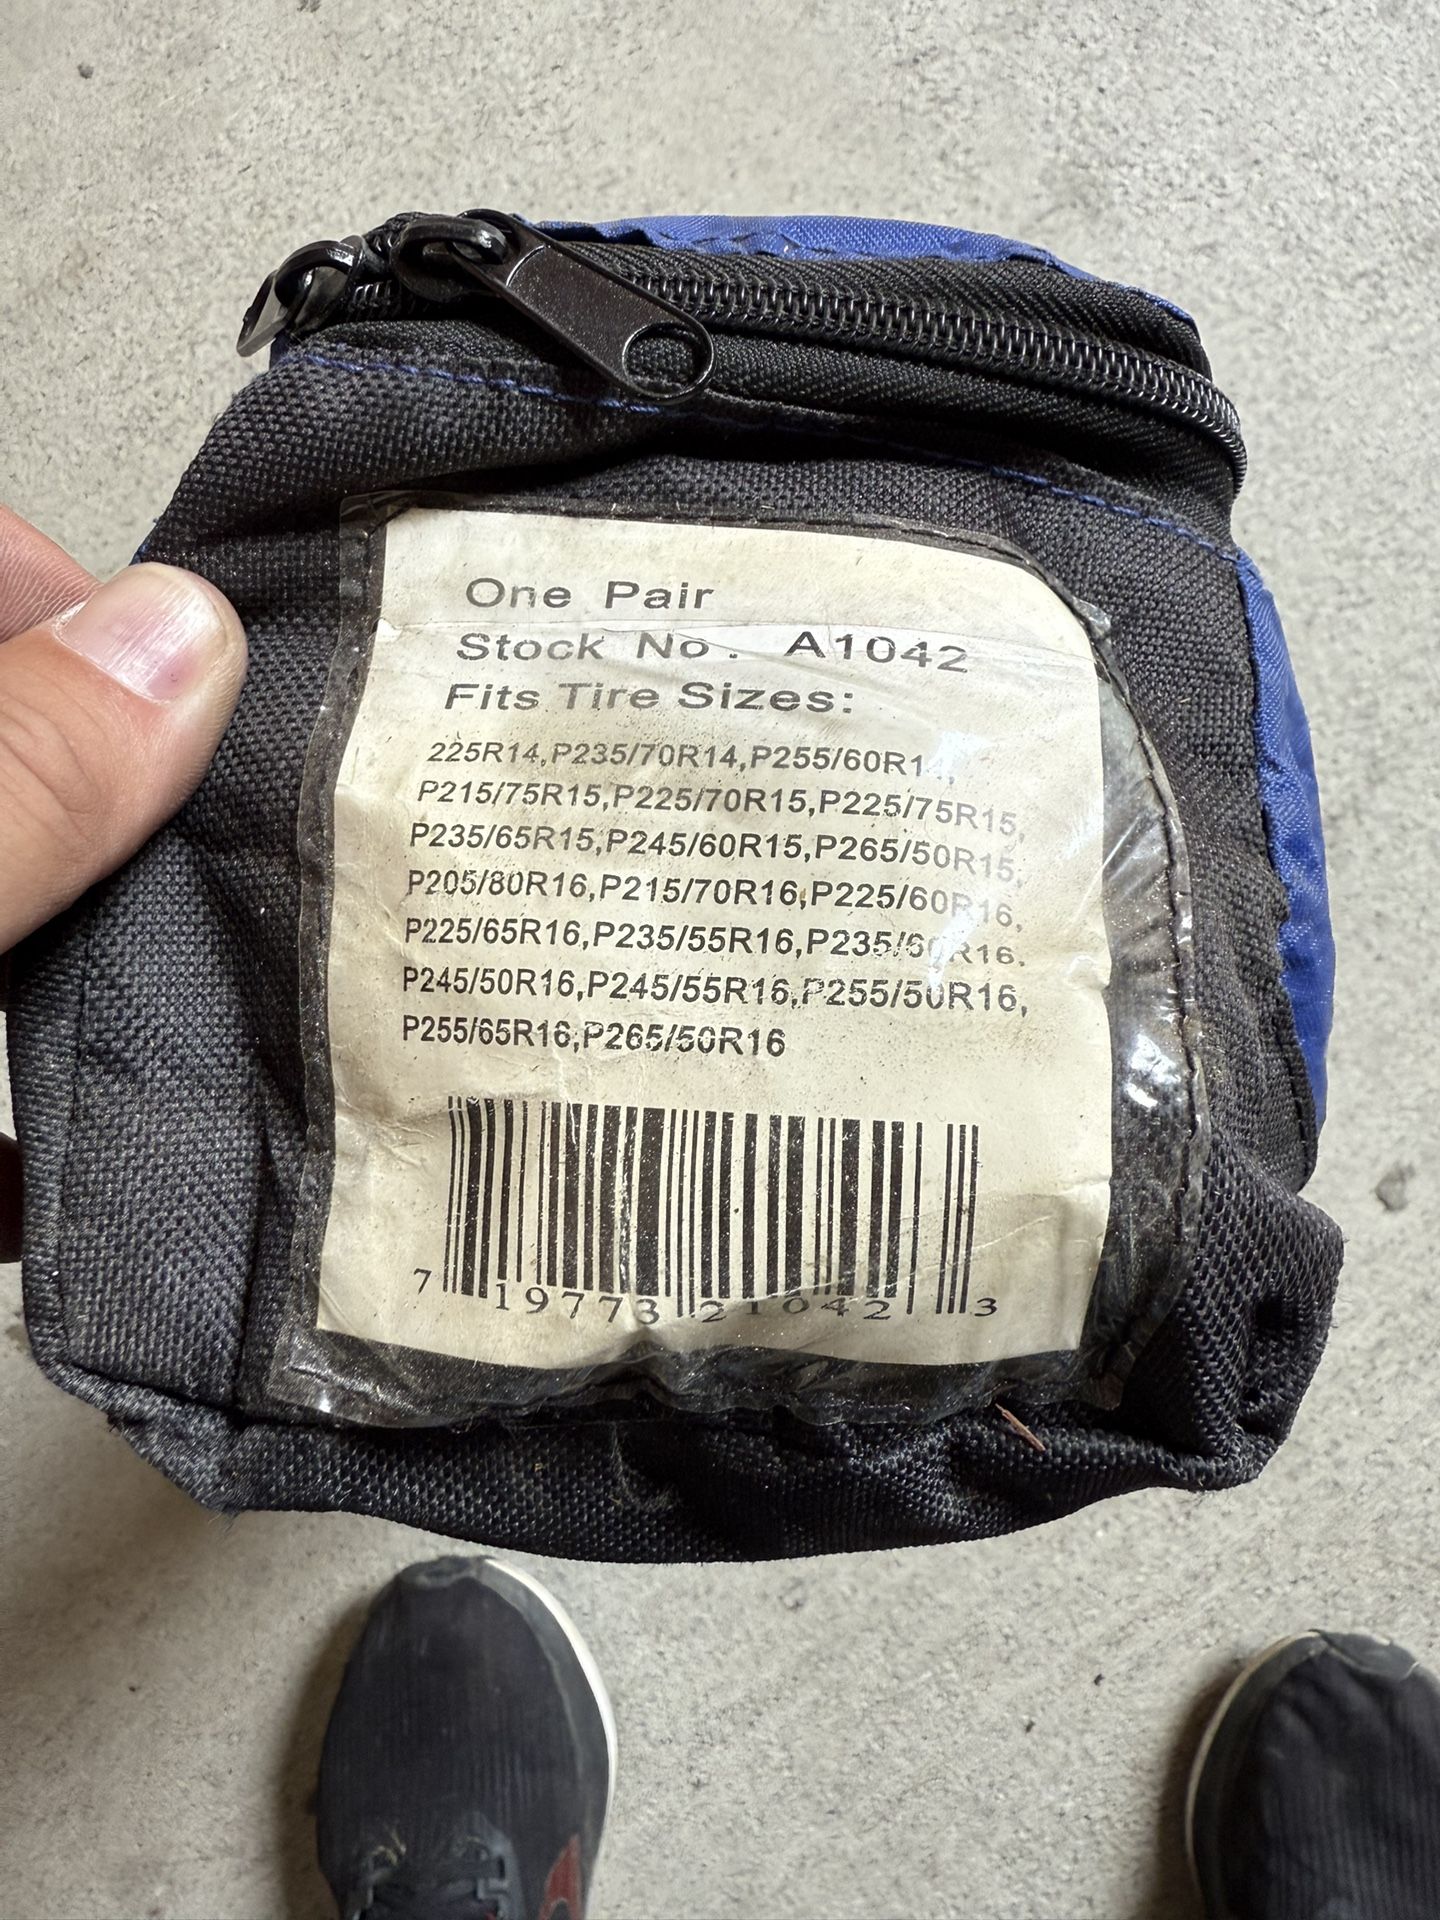 One Pair
Stock No. A1042
Fits Tire Sizes:
225R14,P235/70R14,P255/60R14,
P215/75R15,P225/70R15,P225/75R15,
P235/65R15,P245/60R15,P265/50R15,
P205/80R16,P215/70R16,P225/60R16,
P225/65R16,P235/55R16,P235/60R16.
P245/50R16,P245/55R16,P255/50R16,
P255/65R16,P265/50R16
7 19773 21042 3